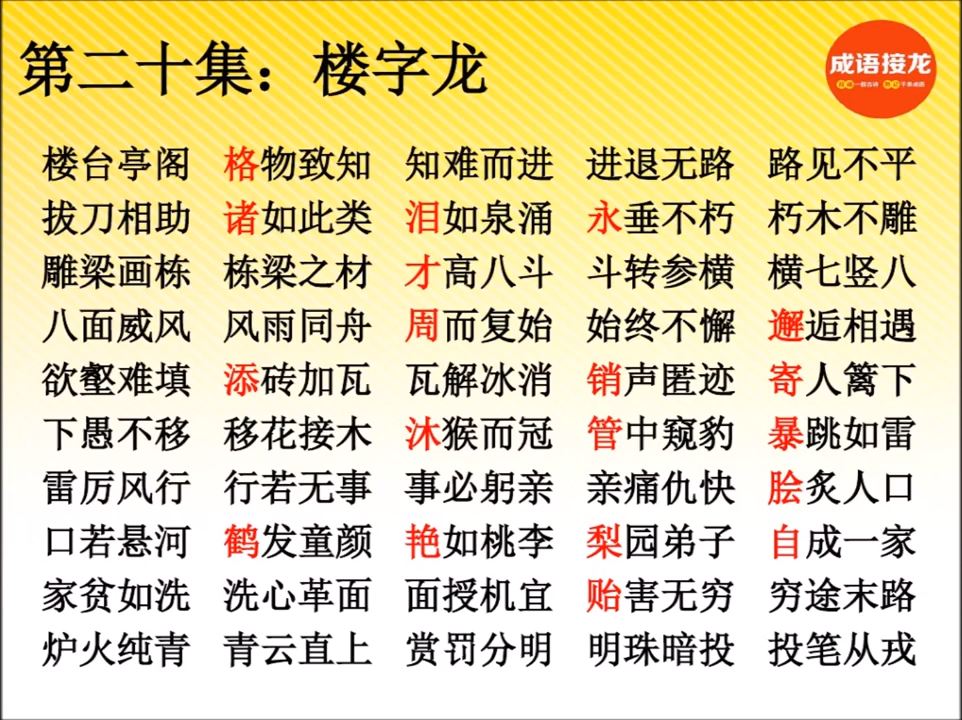 第二十集：楼字龙
成语接龙
楼台亭阁 格物致知 知难而进 进退无路 路见不平
拔刀相助 诸如此类 泪如泉涌 永垂不朽 朽木不雕
雕梁画栋 栋梁之材 才高八斗 斗转参横 横七竖八
八面威风 风雨同舟 周而复始 始终不懈 邂逅相遇
欲壑难填 添砖加瓦 瓦解冰消 销声匿迹 寄人篱下
下愚不移 移花接木 沐猴而冠 管中窥豹 暴跳如雷
雷厉风行 行若无事 事必躬亲 亲痛仇快 脍炙人口
口若悬河 鹤发童颜 艳如桃李 梨园弟子 自成一家
家贫如洗 洗心革面 面授机宜 贻害无穷 穷途末路
炉火纯青 青云直上 赏罚分明 明珠暗投 投笔从戎